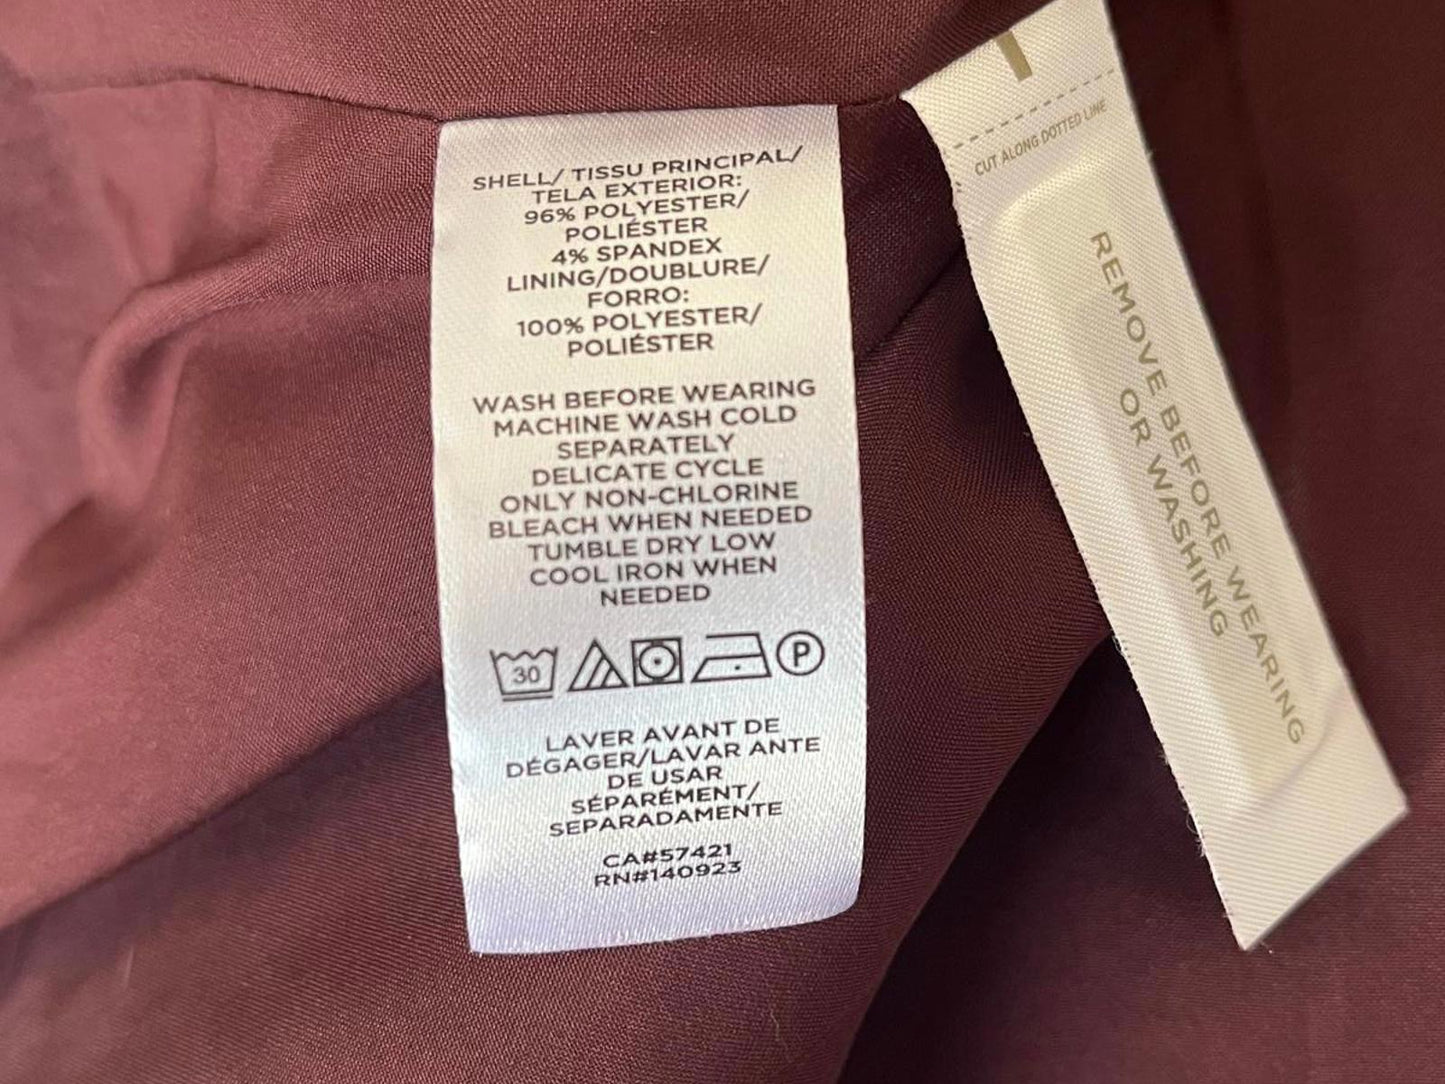 SHELL/ TISSU PRINCIPAL/
TELA EXTERIOR:
96% POLYESTER/
POLIÉSTER
4% SPANDEX
LINING/DOUBLURE/
FORRO:
100% POLYESTER/
POLIÉSTER
WASH BEFORE WEARING
MACHINE WASH COLD
SEPARATELY
DELICATE CYCLE
ONLY NON-CHLORINE
BLEACH WHEN NEEDED
TUMBLE DRY LOW
COOL IRON WHEN
NEEDED
30 P
LAVER AVANT DE
DÉGAGER/LAVAR ANTE
DE USAR
SÉPARÉMENT/
SEPARADAMENTE
CA#57421
RN#140923
CUT ALONG DOTTED LINE
REMOVE BEFORE WEARING
OR WASHING